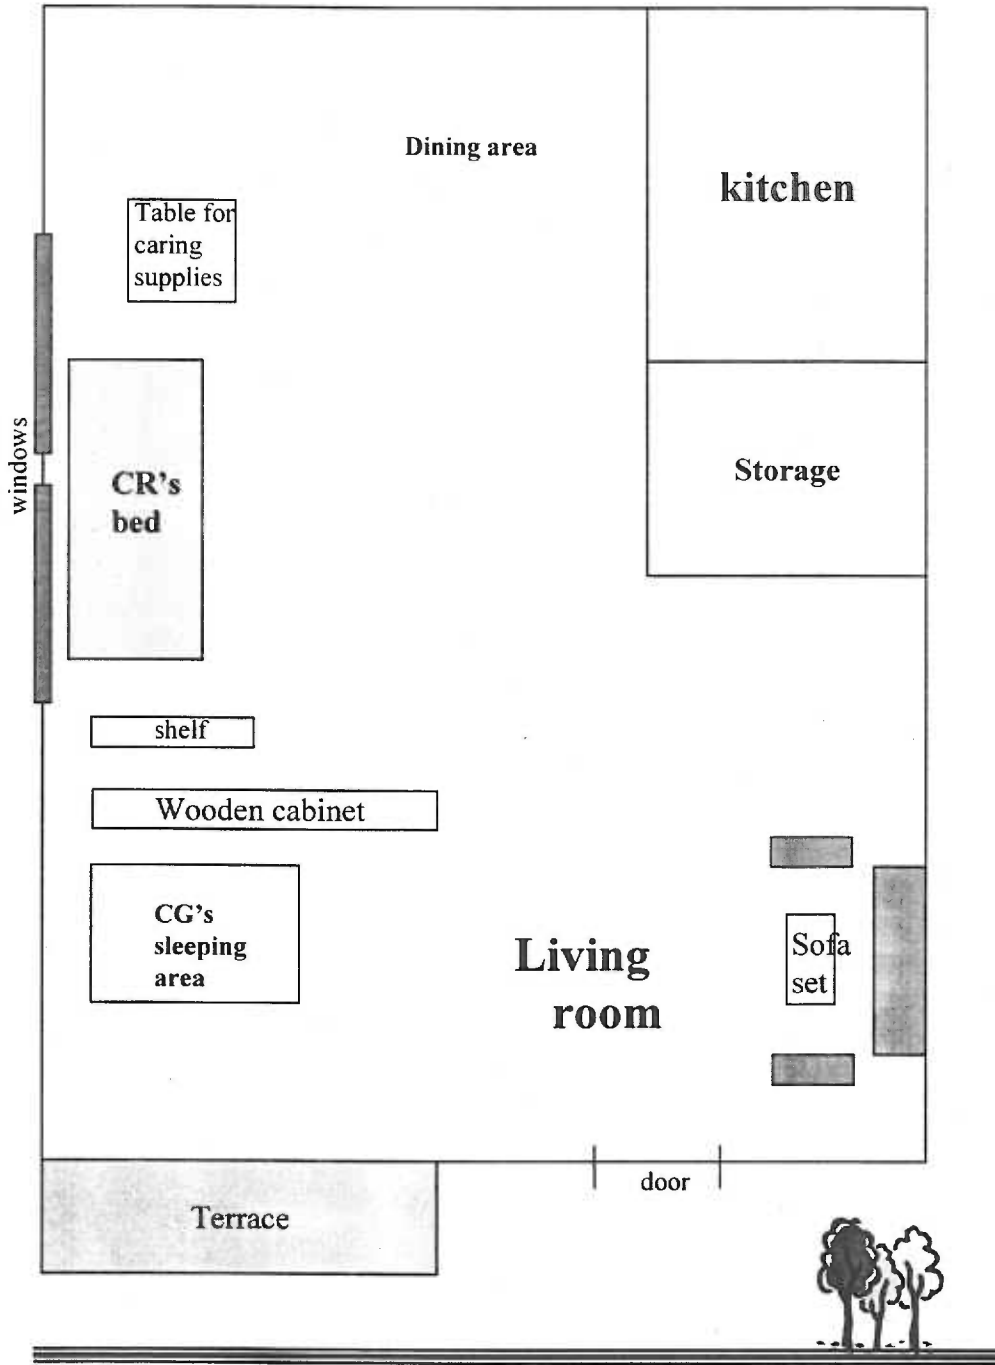 Dining area
kitchen
Table for
caring
supplies
windows
CR's
bed
Storage
shelf
Wooden cabinet
CG's
sleeping
area
Living
room
Sofa
set
door
Terrace